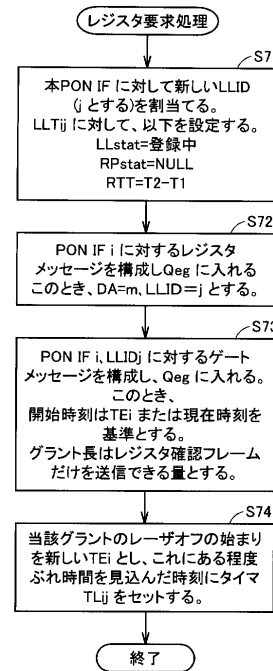 レジスタ要求処理
S7
本PON IF に対して新しいLLID
(j とする)を割当てる。
LLTij に対して、以下を設定する。
LLstat=登録中
RPstat=NULL
RTT=T2-T1
S72
PON IF i に対するレジスタ
メッセージを構成しQeg に入れる
このとき、DA=m、LLID=j とする。
S73
PON IF i、LLIDj に対するゲート
メッセージを構成し、Qeg に入れる。
このとき、
開始時刻はTEi または現在時刻を
基準とする。
グラント長はレジスタ確認フレーム
だけを送信できる量とする。
S74
当該グラントのレーザオフの始まり
を新しいTEi とし、これにある程度
ぶれ時間を見込んだ時刻にタイマ
TLij をセットする。
終了